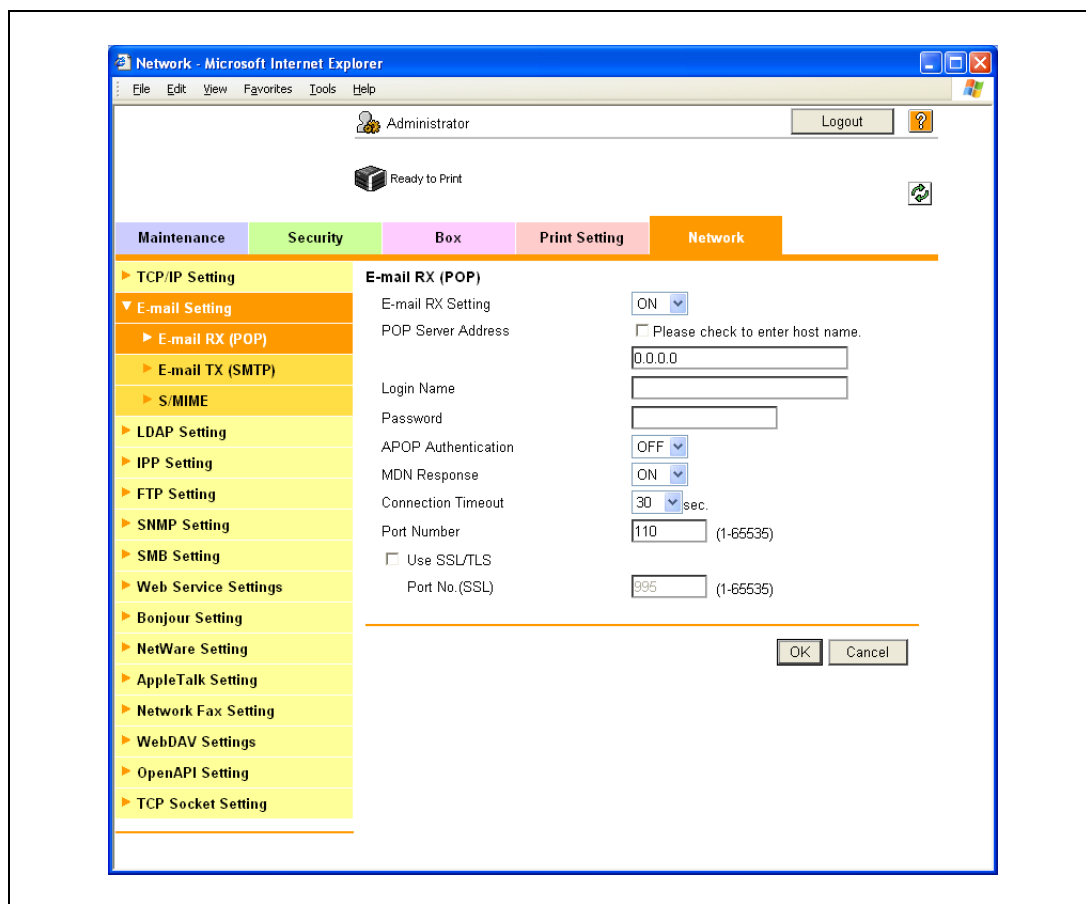 Network - Microsoft Internet Explorer
File Edit View Favorites Tools Help
Administrator Logout ?
Ready to Print
Maintenance Security Box Print Setting Network
TCP/IP Setting
E-mail Setting
E-mail RX (POP)
E-mail TX (SMTP)
S/MIME
LDAP Setting
IPP Setting
FTP Setting
SNMP Setting
SMB Setting
Web Service Settings
Bonjour Setting
NetWare Setting
AppleTalk Setting
Network Fax Setting
WebDAV Settings
OpenAPI Setting
TCP Socket Setting
E-mail RX (POP)
E-mail RX Setting ON
POP Server Address Please check to enter host name.
0.0.0.0
Login Name
Password
APOP Authentication OFF
MDN Response ON
Connection Timeout 30 sec.
Port Number 110 (1-65535)
Use SSL/TLS
Port No.(SSL) 995 (1-65535)
OK Cancel